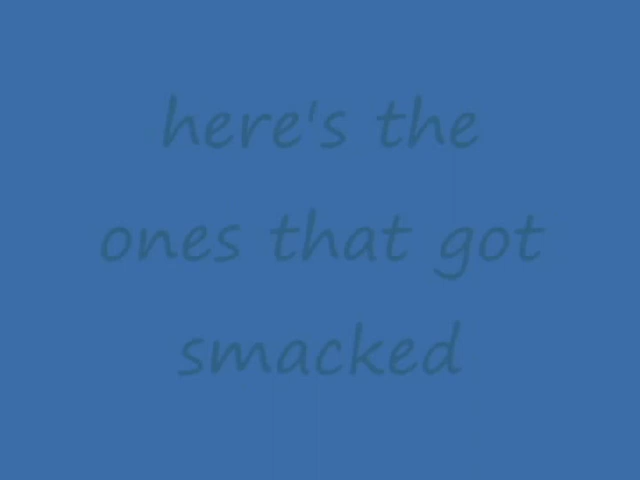 here's the
ones that got
smacked